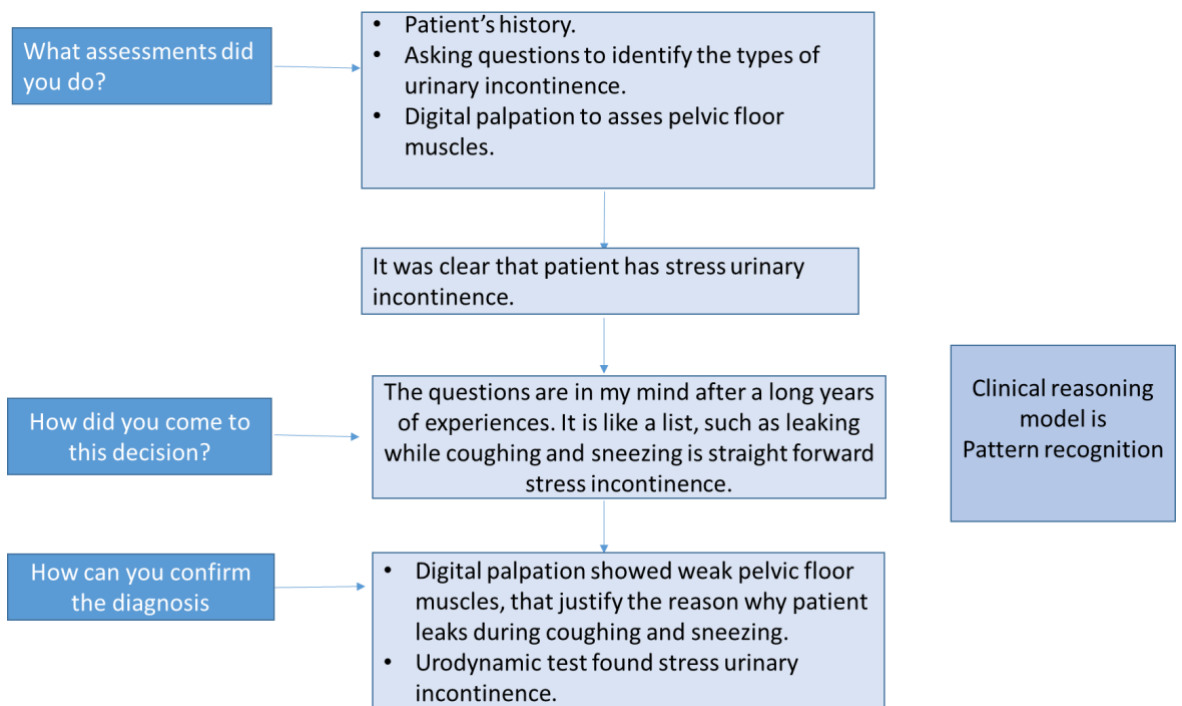 What assessments did
you do?
• Patient's history.
• Asking questions to identify the types of
urinary incontinence.
• Digital palpation to asses pelvic floor
muscles.
It was clear that patient has stress urinary
incontinence.
How did you come to
this decision?
The questions are in my mind after a long years
of experiences. It is like a list, such as leaking
while coughing and sneezing is straight forward
stress incontinence.
Clinical reasoning
model is
Pattern recognition
How can you confirm
the diagnosis
• Digital palpation showed weak pelvic floor
muscles, that justify the reason why patient
leaks during coughing and sneezing.
• Urodynamic test found stress urinary
incontinence.